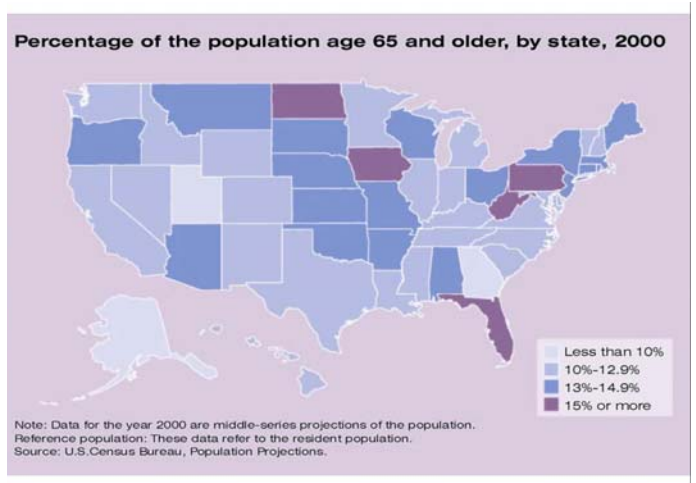 Percentage of the population age 65 and older, by state, 2000
Less than 10%
10%-12.9%
13%-14.9%
15% or more
Note: Data for the year 2000 are middle-series projections of the population.
Reference population: These data refer to the resident population.
Source: U.S.Census Bureau, Population Projections.